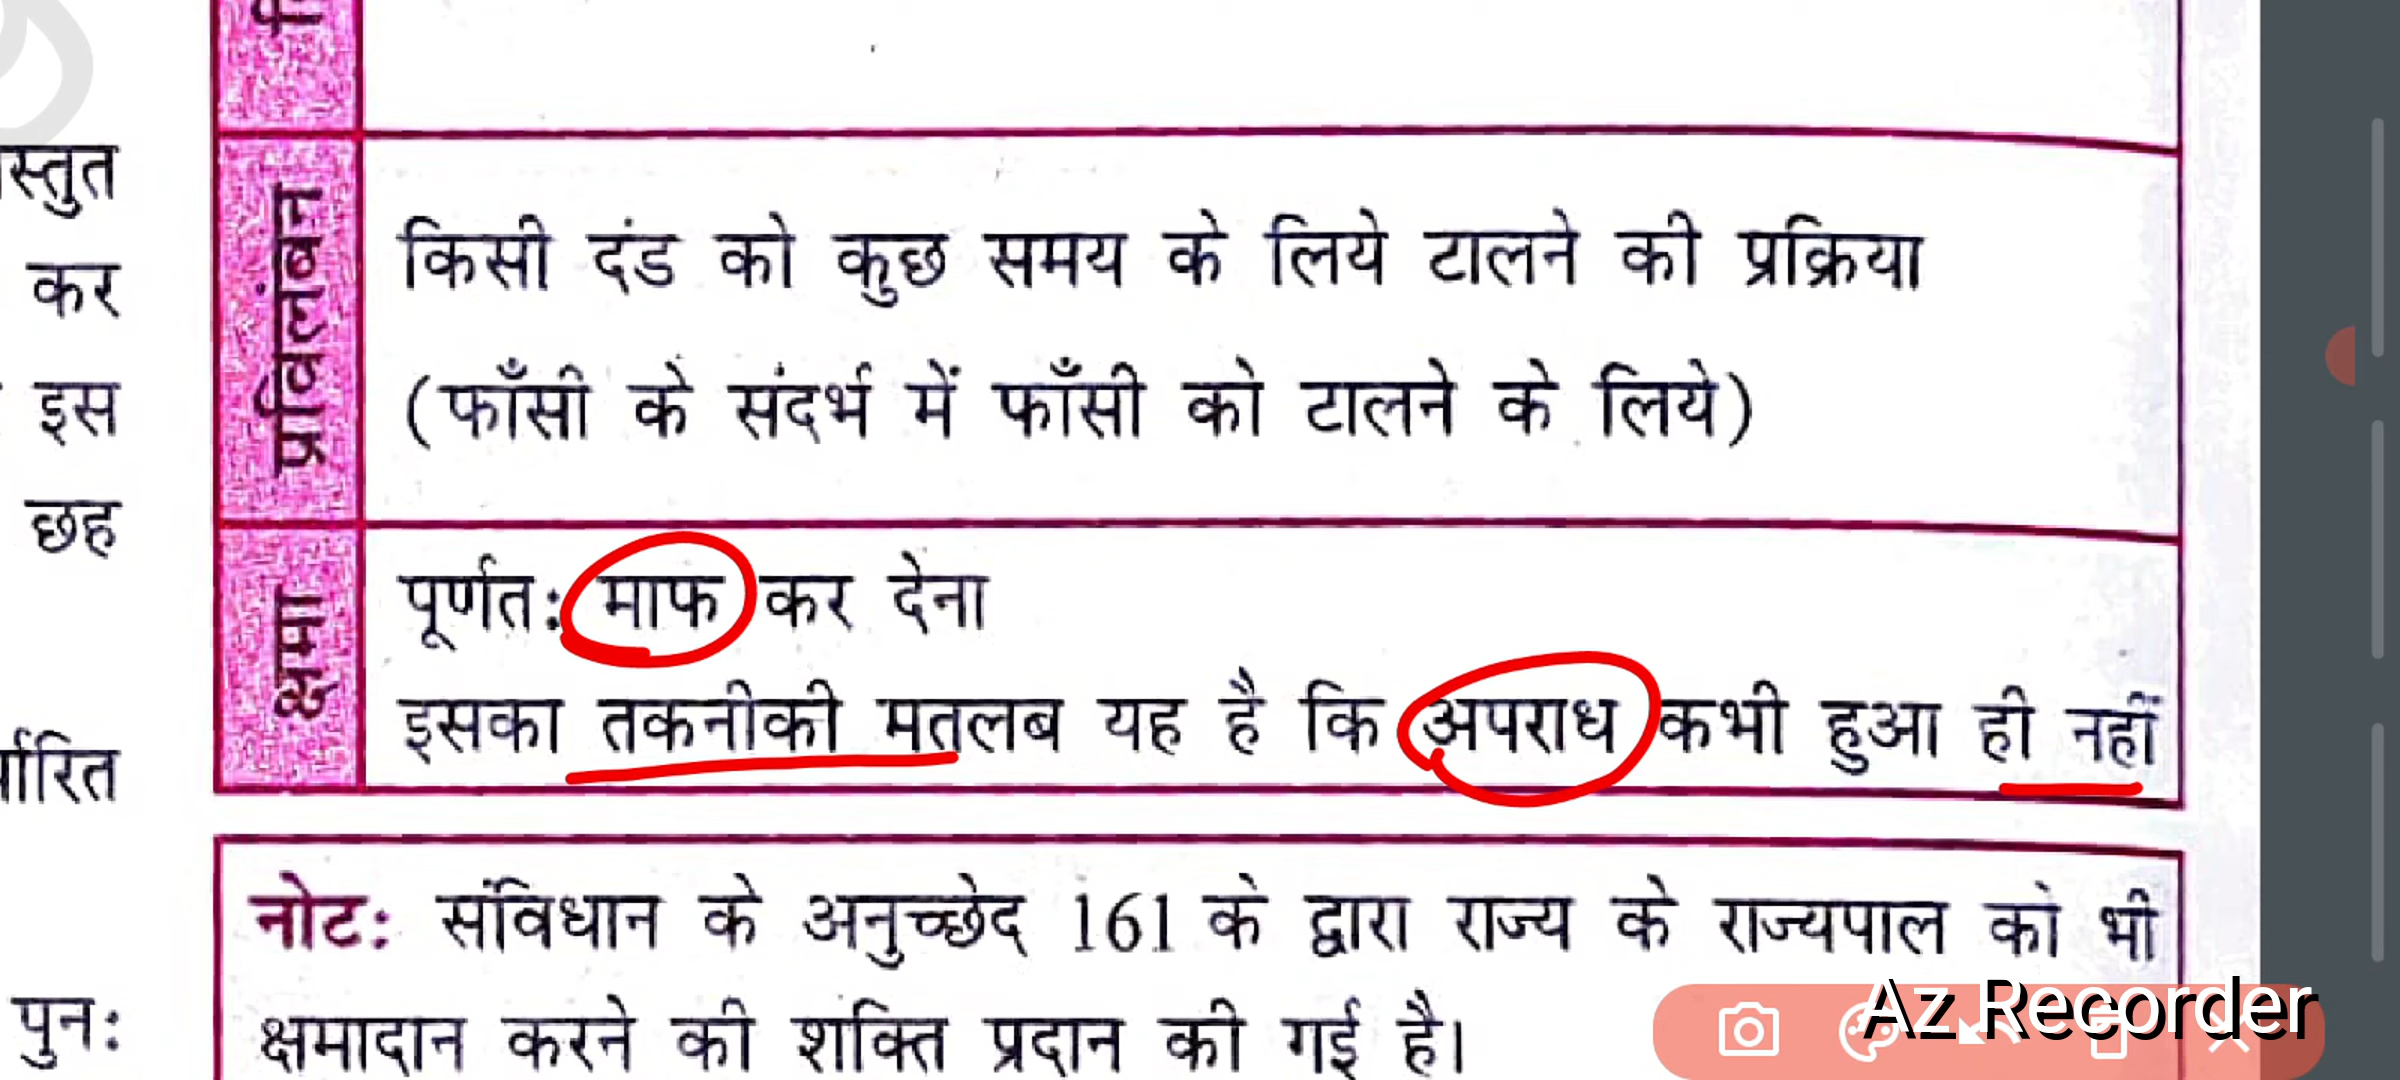 स्तुत
कर
इस
छह
र्धारित
पुन:
प्रविलंबन
किसी दंड को कुछ समय के लिये टालने की प्रक्रिया
(फाँसी के संदर्भ में फाँसी को टालने के लिये)
क्षमा
पूर्णत: माफ कर देना
इसका तकनीकी मतलब यह है कि अपराध कभी हुआ ही नहीं
नोट: संविधान के अनुच्छेद 161 के द्वारा राज्य के राज्यपाल को भी
क्षमादान करने की शक्ति प्रदान की गई है।
Az Recorder